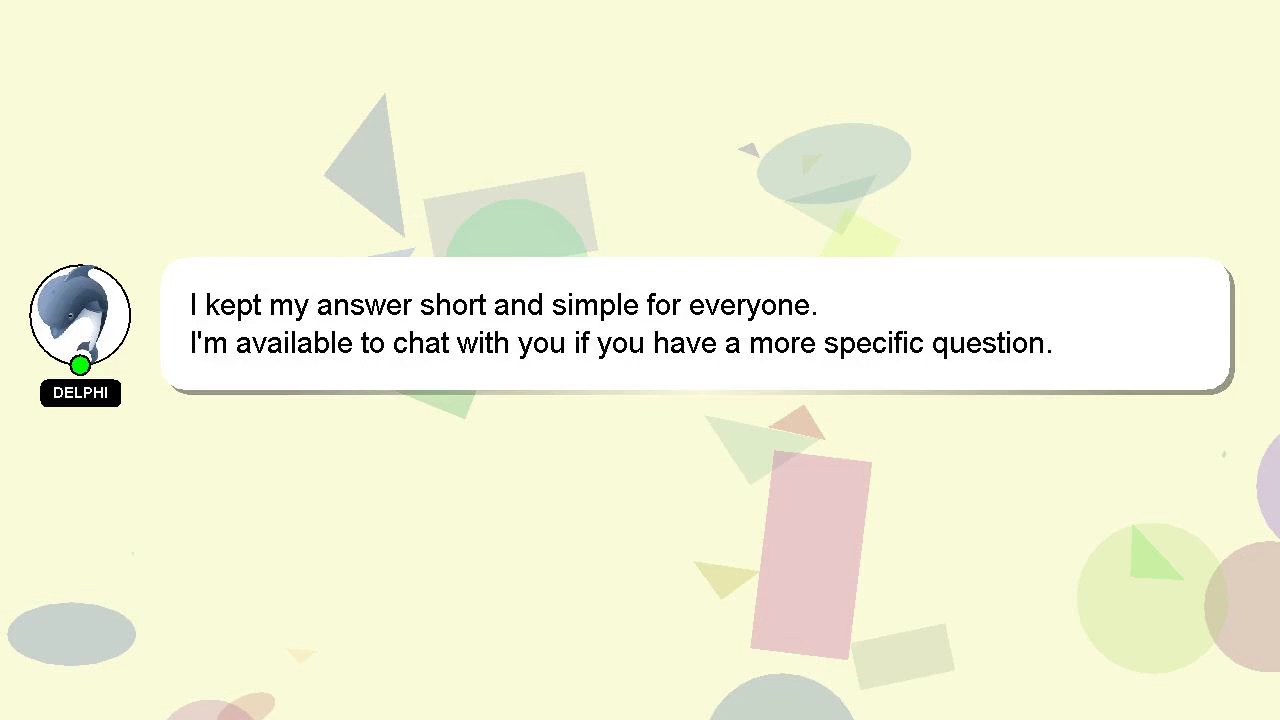 I kept my answer short and simple for everyone.
I'm available to chat with you if you have a more specific question.
DELPHI